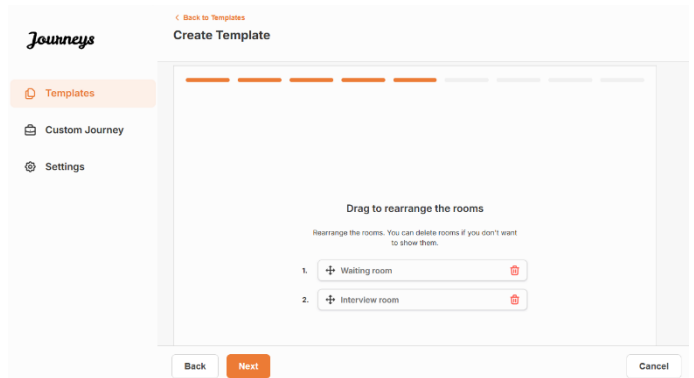 Journeys
Back to Templates
Create Template
Templates
Custom Journey
Settings
Drag to rearrange the rooms
Rearrange the rooms. You can delete rooms if you don't want
to show them.
1. Waiting room
2. Interview room
Back Next Cancel